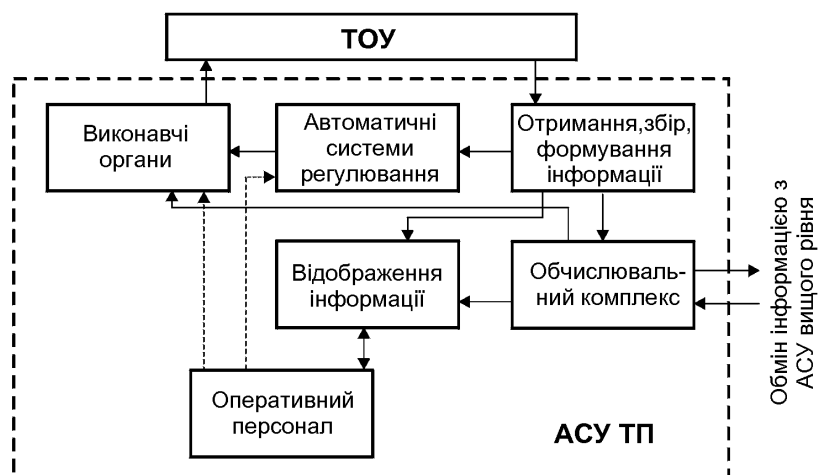 ТОУ
Виконавчі
органи
Автоматичні
системи
регулювання
Отримання,збір,
формування
інформації
Відображення
інформації
Обчислюваль-
ний комплекс
Обмін інформацією з
АСУ вищого рівня
Оперативний
персонал
АСУ ТП